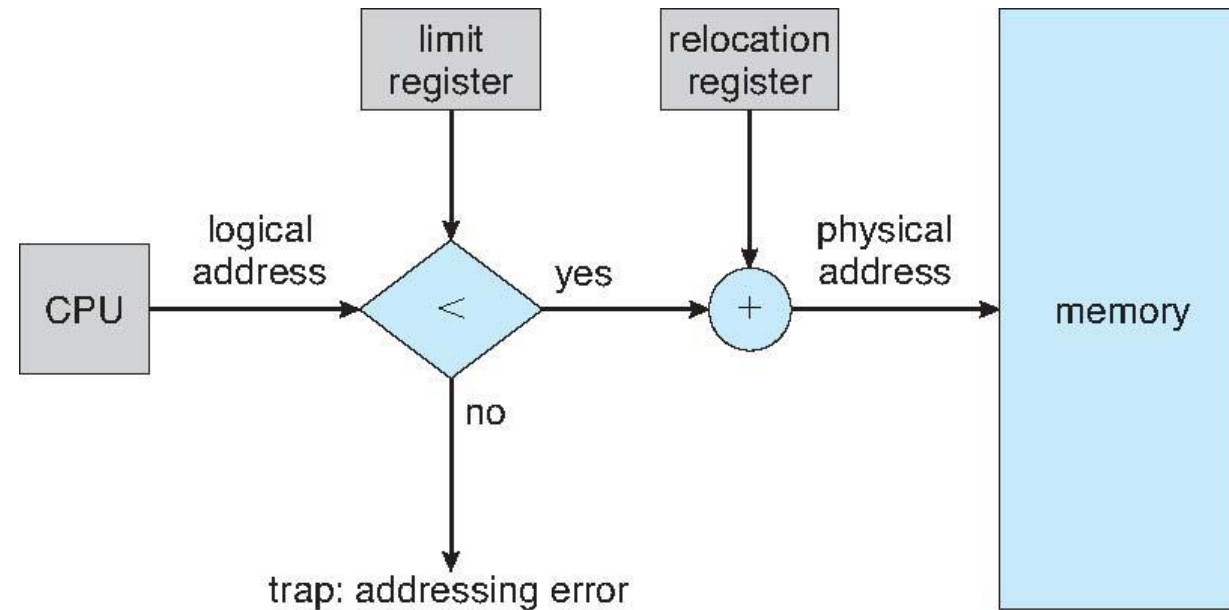 limit
register
relocation
register
logical
address
physical
address
CPU
<
yes
+
memory
no
trap: addressing error